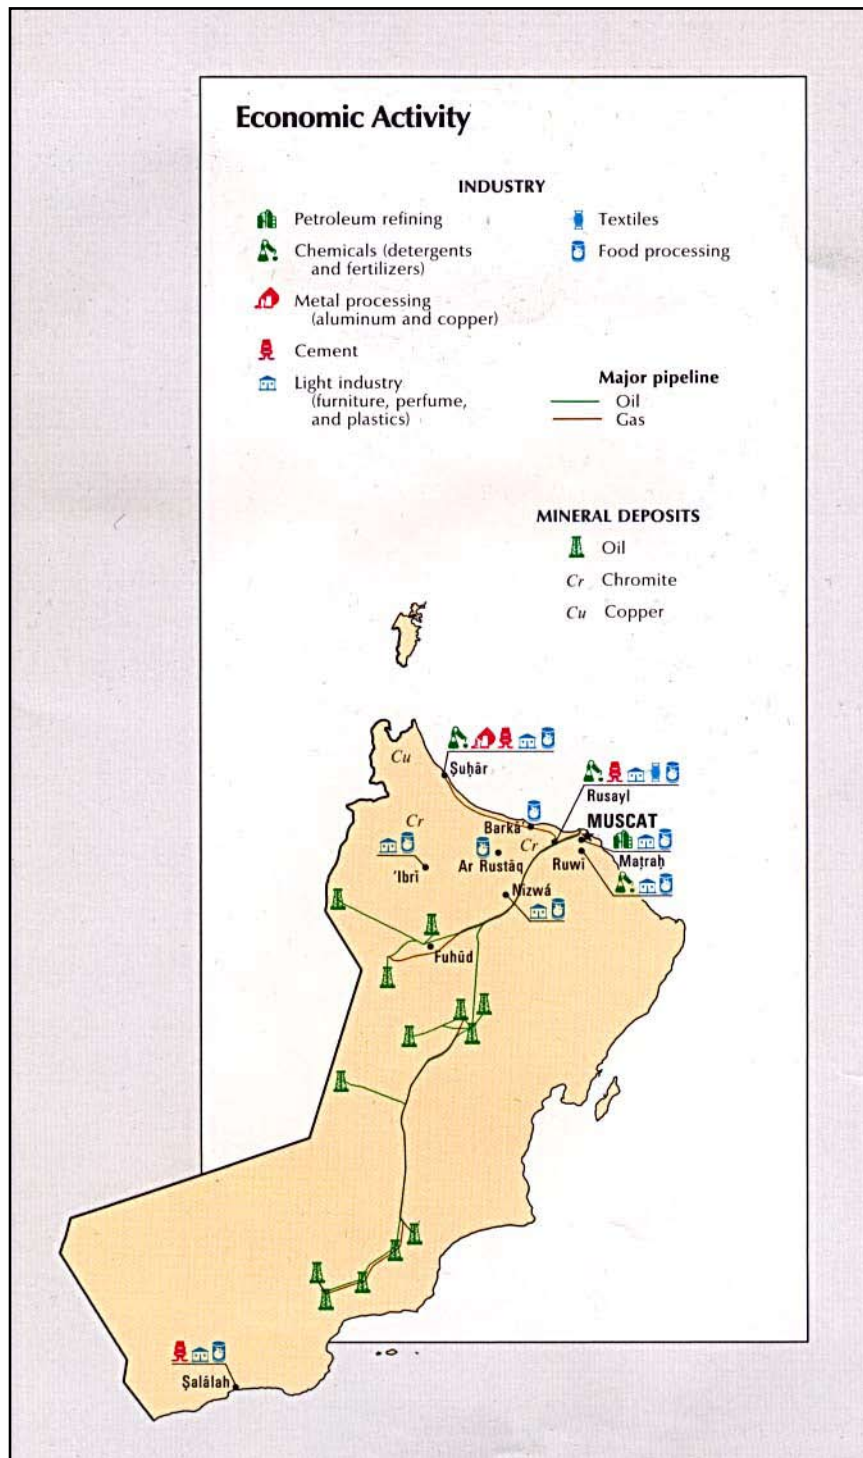 Economic Activity
INDUSTRY
Petroleum refining
Chemicals (detergents
and fertilizers)
Metal processing
(aluminum and copper)
Cement
Light industry
(furniture, perfume,
and plastics)
Textiles
Food processing
Major pipeline
Oil
Gas
MINERAL DEPOSITS
Oil
Cr Chromite
Cu Copper
Cu
Şuḩār
Rusayl
Cr
Barkā'
MUSCAT
Cr
'Ibrī
Ar Rustāq
Ruwī
Maţraḩ
Nizwá
Fuhūd
Şalālah